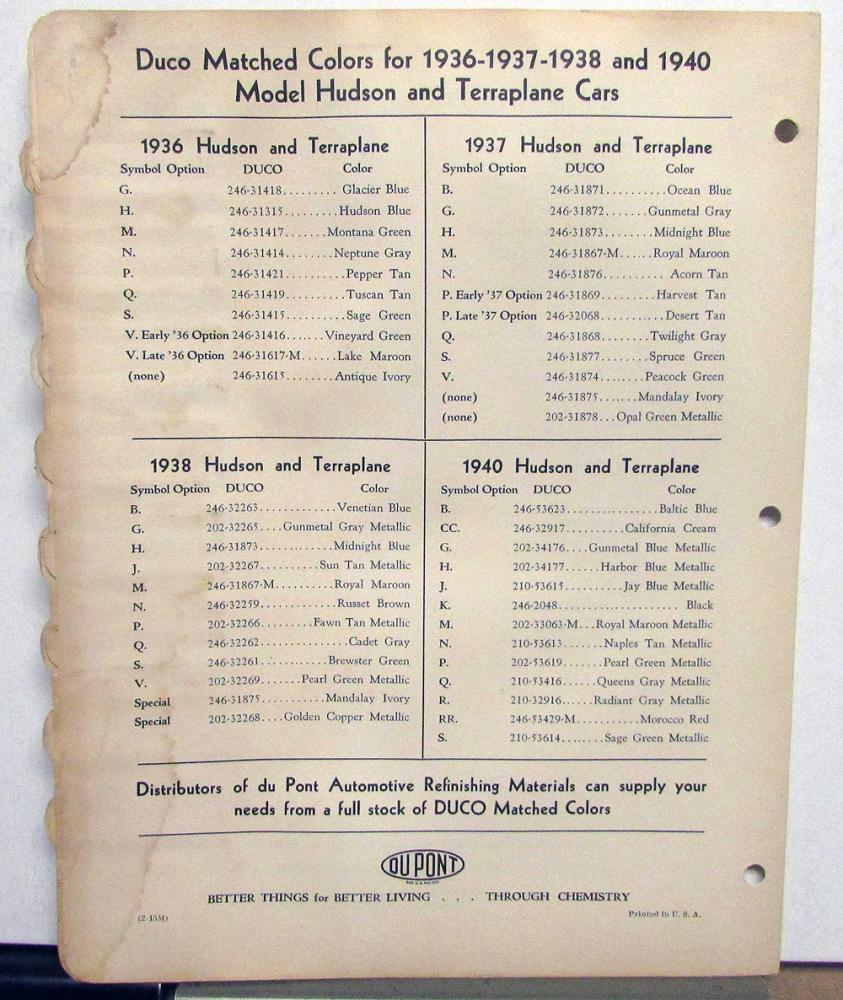 Duco Matched Colors for 1936-1937-1938 and 1940
Model Hudson and Terraplane Cars
1936 Hudson and Terraplane
Symbol Option DUCO Color
G. 246-31418......... Glacier Blue
H. 246-31315.........Hudson Blue
M. 246-31417.......Montana Green
N. 246-31414........Neptune Gray
P. 246-31421..........Pepper Tan
Q. 246-31419..........Tuscan Tan
S. 246-31415..........Sage Green
V. Early '36 Option 246-31416.......Vineyard Green
V. Late '36 Option 246-31617-M......Lake Maroon
(none) 246-31615........Antique Ivory
1937 Hudson and Terraplane
Symbol Option DUCO Color
B. 246-31871..........Ocean Blue
G. 246-31872.......Gunmetal Gray
H. 246-31873........Midnight Blue
M. 246-31867-M......Royal Maroon
N. 246-31876.......... Acorn Tan
P. Early '37 Option 246-31869.........Harvest Tan
P. Late '37 Option 246-32068...........Desert Tan
Q. 246-31868.........Twilight Gray
S. 246-31877.........Spruce Green
V. 246-31874........Peacock Green
(none) 246-31875.......Mandalay Ivory
(none) 202-31878...Opal Green Metallic
1938 Hudson and Terraplane
Symbol Option DUCO Color
B. 246-32263.............Venetian Blue
G. 202-32265....Gunmetal Gray Metallic
H. 246-31873.............Midnight Blue
J. 202-32267..........Sun Tan Metallic
M. 246-31867-M..........Royal Maroon
N. 246-32259.............Russet Brown
P. 202-32266.........Fawn Tan Metallic
Q. 246-32262...............Cadet Gray
S. 246-32261............Brewster Green
V. 202-32269.......Pearl Green Metallic
Special 246-31875...........Mandalay Ivory
Special 202-32268....Golden Copper Metallic
1940 Hudson and Terraplane
Symbol Option DUCO Color
B. 246-53623................Baltic Blue
CC. 246-32917..........California Cream
G. 202-34176....Gunmetal Blue Metallic
H. 202-34177......Harbor Blue Metallic
J. 210-53615..........Jay Blue Metallic
K. 246-2048..................... Black
M. 202-33063-M...Royal Maroon Metallic
N. 210-53613.......Naples Tan Metallic
P. 202-53619.......Pearl Green Metallic
Q. 210-53416......Queens Gray Metallic
R. 210-32916......Radiant Gray Metallic
RR. 246-53429-M...........Morocco Red
S. 210-53614........Sage Green Metallic
Distributors of du Pont Automotive Refinishing Materials can supply your
needs from a full stock of DUCO Matched Colors
DU PONT
REG. U.S. PAT. OFF.
BETTER THINGS for BETTER LIVING . . . THROUGH CHEMISTRY
(2-15M) Printed in U. S. A.